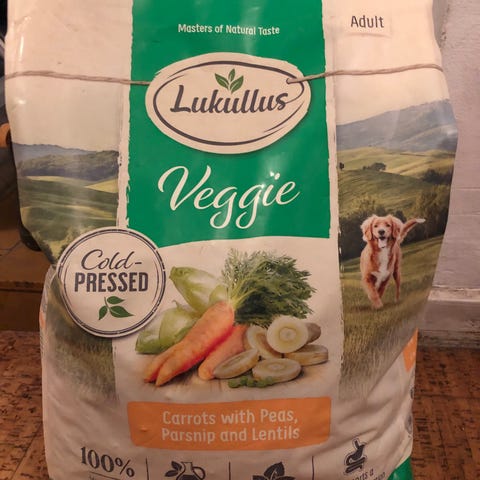 Masters of Natural Taste
Adult
Lukullus
Veggie
Cold-
PRESSED
Carrots with Peas,
Parsnip and Lentils
100%